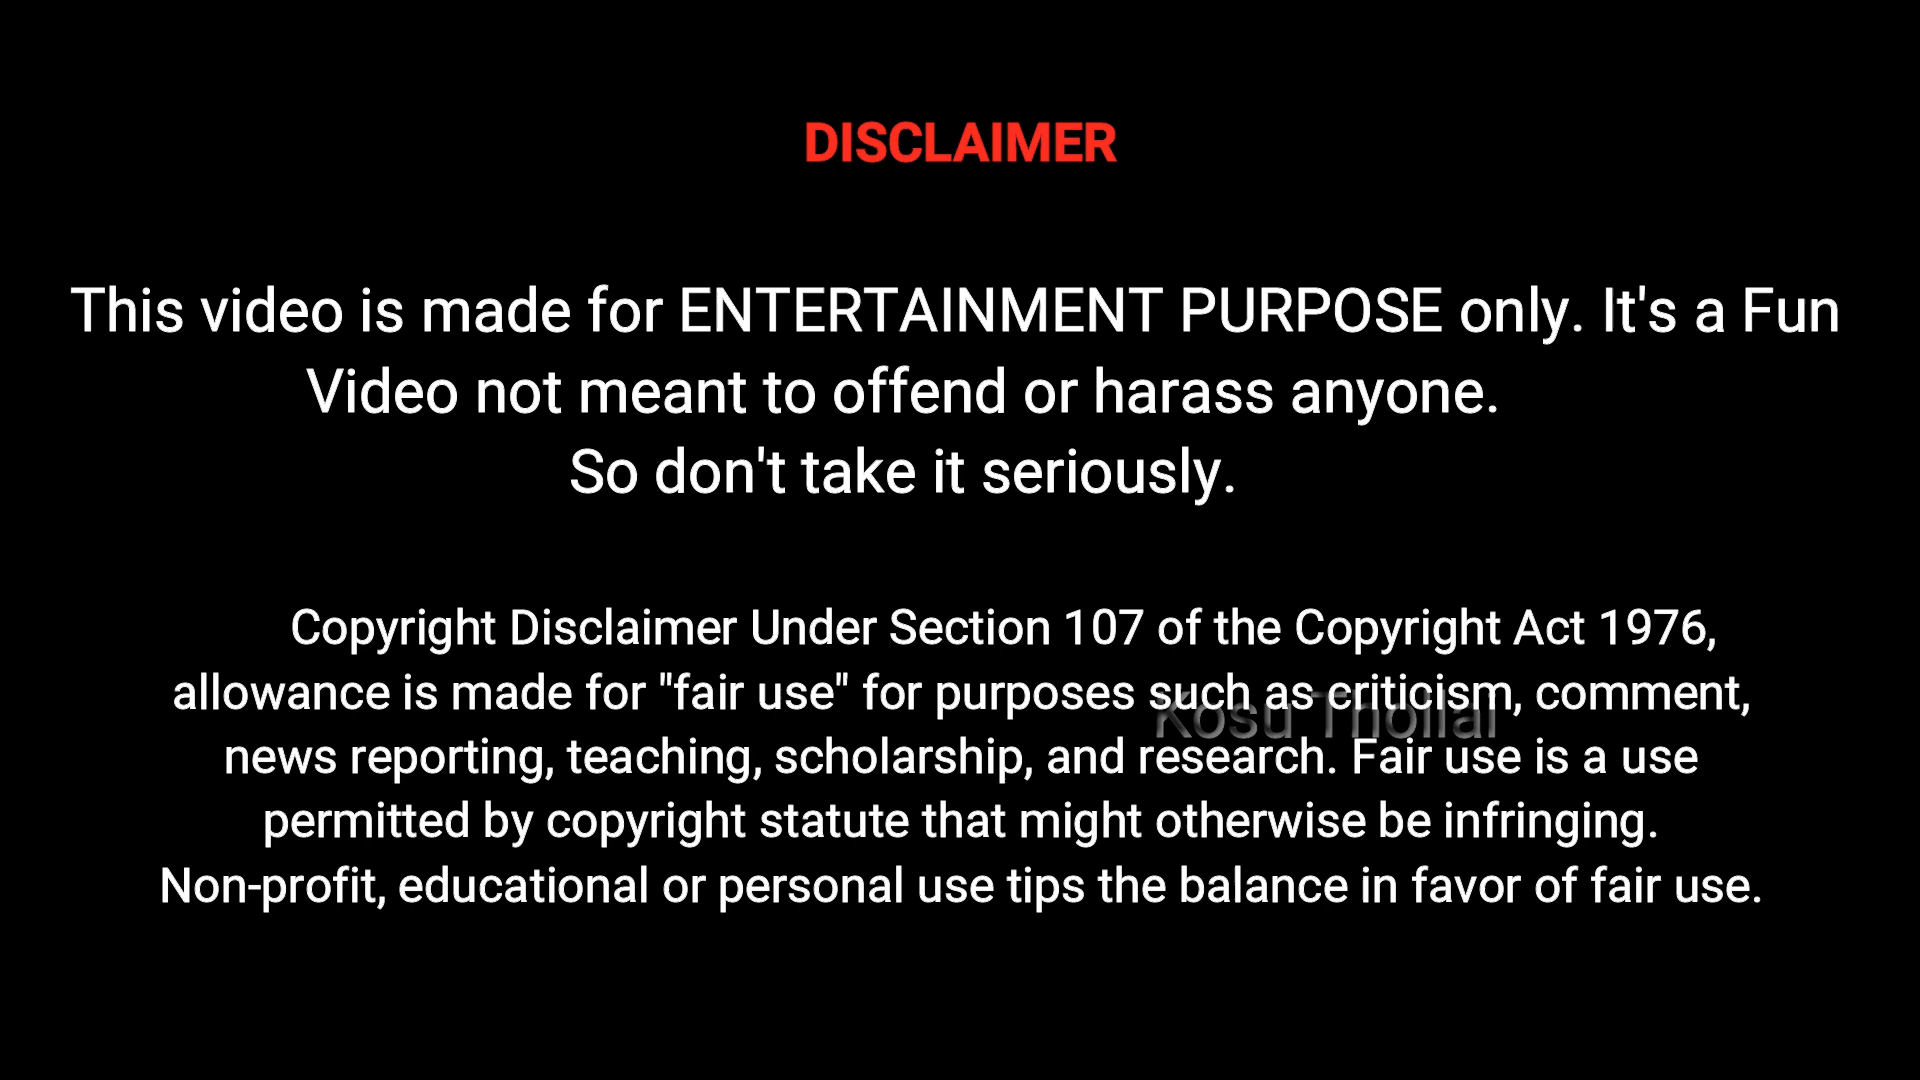 DISCLAIMER
This video is made for ENTERTAINMENT PURPOSE only. It's a Fun
Video not meant to offend or harass anyone.
So don't take it seriously.
Copyright Disclaimer Under Section 107 of the Copyright Act 1976,
allowance is made for "fair use" for purposes such as criticism, comment,
Kosu Thollai
news reporting, teaching, scholarship, and research. Fair use is a use
permitted by copyright statute that might otherwise be infringing.
Non-profit, educational or personal use tips the balance in favor of fair use.